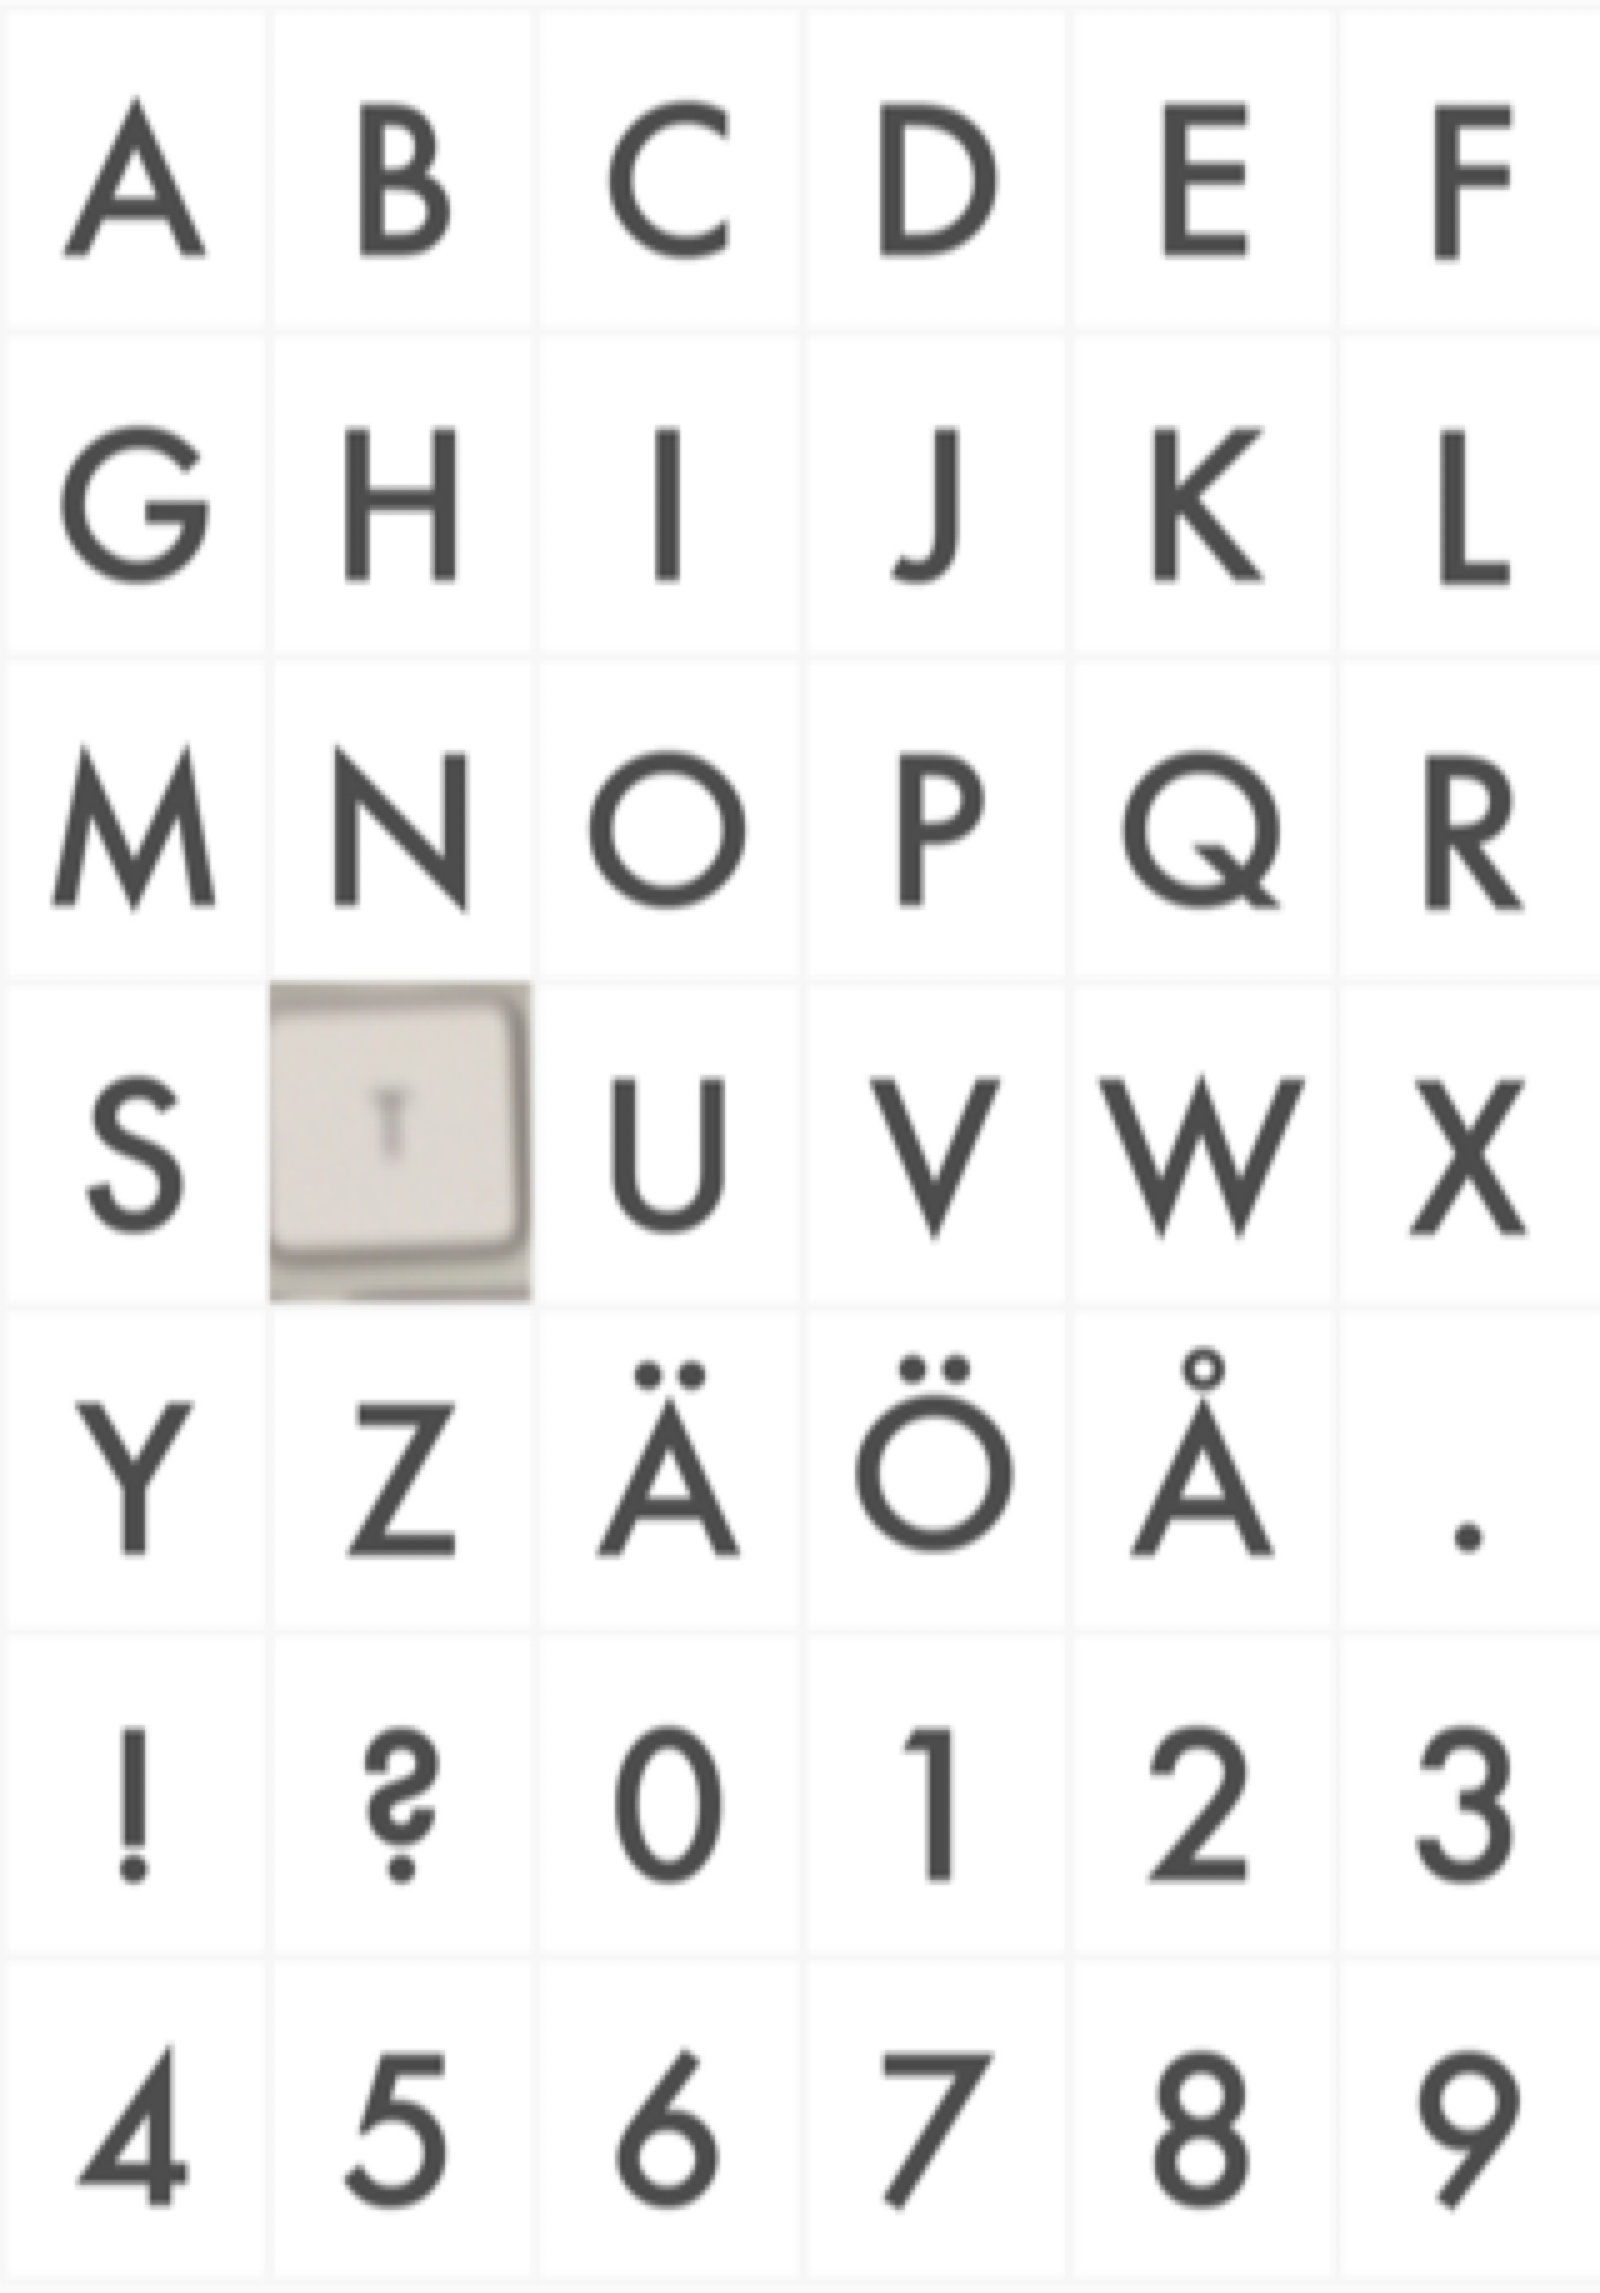 A B C D E F
G H I J K L
M N O P Q R
S T U V W X
Y Z Ä Ö Å .
! ? 0 1 2 3
4 5 6 7 8 9